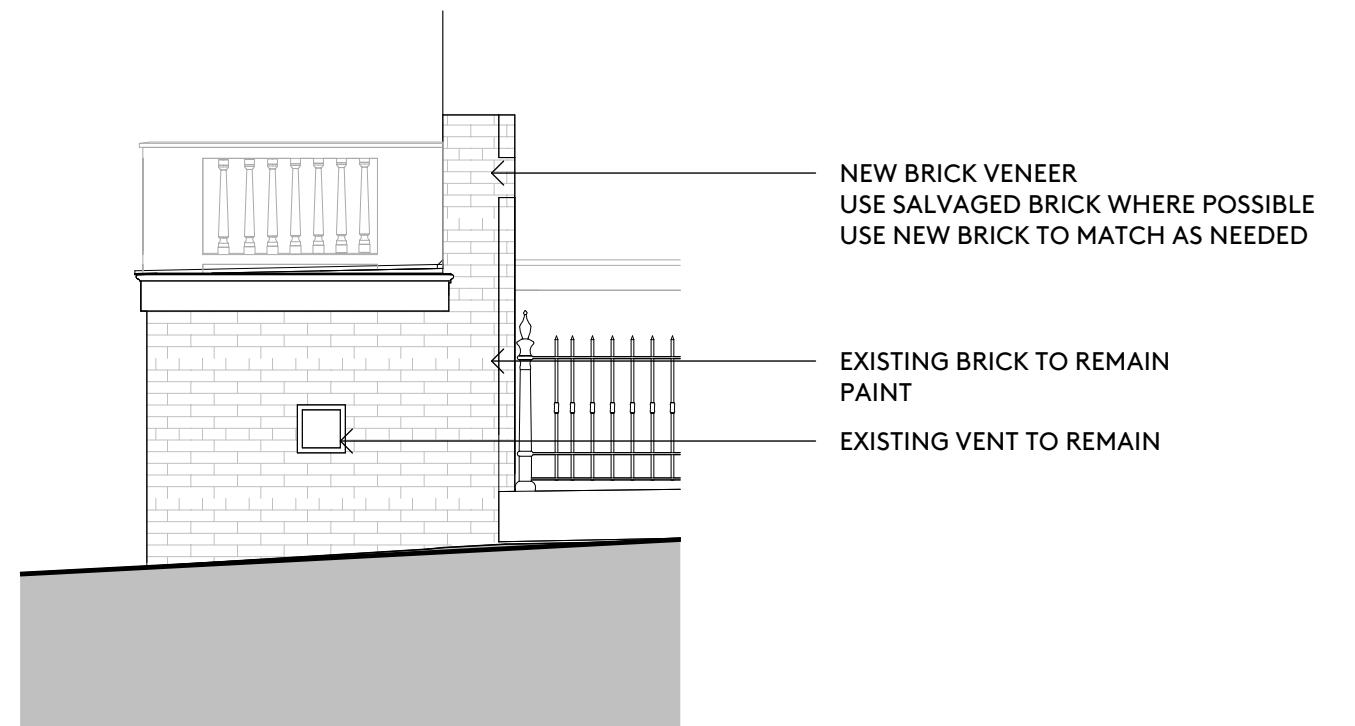 NEW BRICK VENEER
USE SALVAGED BRICK WHERE POSSIBLE
USE NEW BRICK TO MATCH AS NEEDED
EXISTING BRICK TO REMAIN
PAINT
EXISTING VENT TO REMAIN